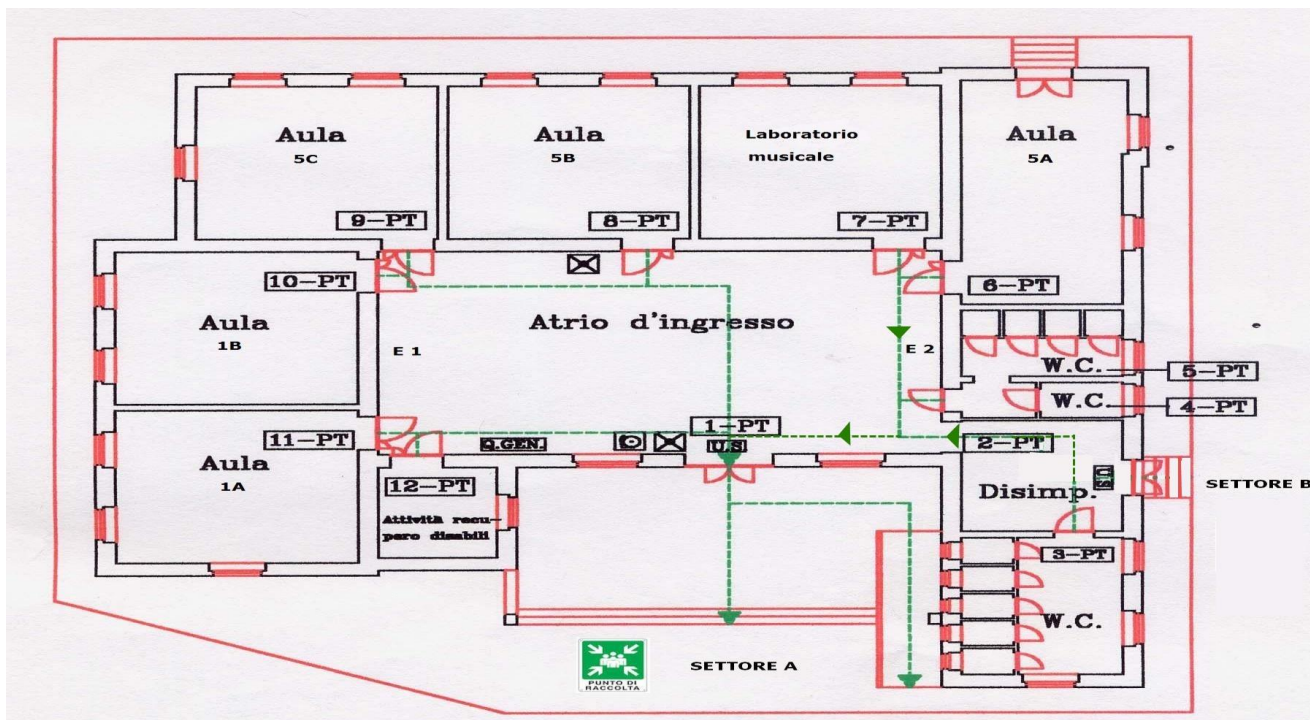 Aula
5C
Aula
5B
Laboratorio
musicale
Aula
5A
9-PT
8-PT
7-PT
10-PT
6-PT
Aula
1B
Atrio d'ingresso
E 1
E 2
W.C.
5-PT
W.C.
4-PT
11-PT
Q.GEN.
1-PT
U.S
2-PT
Aula
1A
12-PT
Attività recu-
pero disabili
Disimp.
SETTORE B
3-PT
W.C.
PUNTO DI
RACCOLTA
SETTORE A